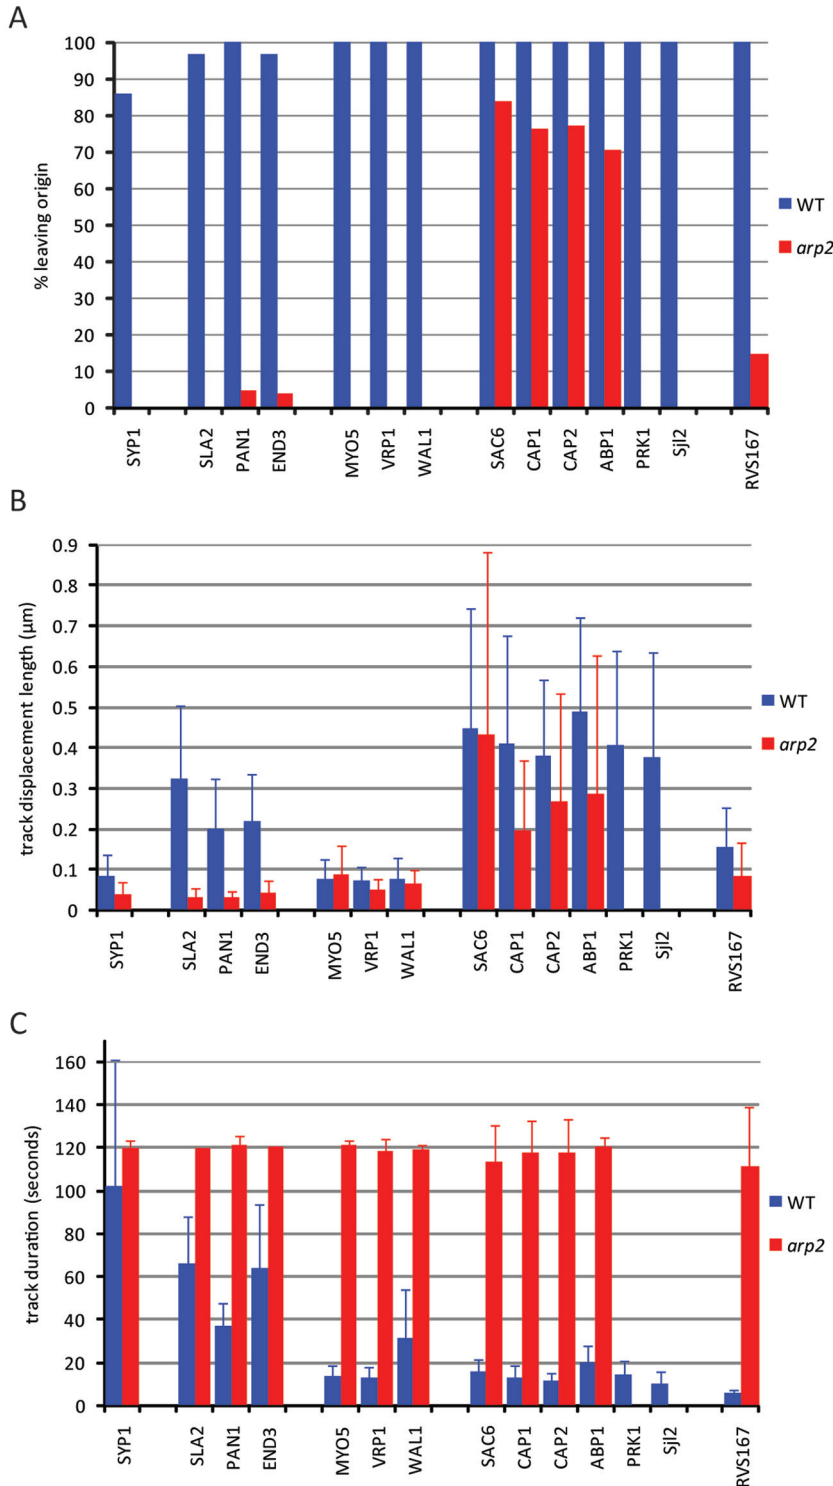 A
100
90
80
70
60
50
40
30
20
10
0
% leaving origin
SYP1
SLA2
PAN1
END3
MYO5
VRP1
WAL1
SAC6
CAP1
CAP2
ABP1
PRK1
Sjl2
RVS167
WT
arp2
B
0.9
0.8
0.7
0.6
0.5
0.4
0.3
0.2
0.1
0
track displacement length (μm)
SYP1
SLA2
PAN1
END3
MYO5
VRP1
WAL1
SAC6
CAP1
CAP2
ABP1
PRK1
Sjl2
RVS167
WT
arp2
C
160
140
120
100
80
60
40
20
0
track duration (seconds)
SYP1
SLA2
PAN1
END3
MYO5
VRP1
WAL1
SAC6
CAP1
CAP2
ABP1
PRK1
Sjl2
RVS167
WT
arp2